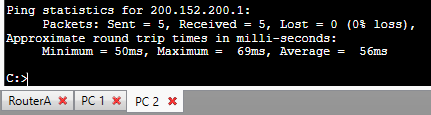 Ping statistics for 200.152.200.1:
Packets: Sent = 5, Received = 5, Lost = 0 (0% loss),
Approximate round trip times in milli-seconds:
Minimum = 50ms, Maximum =  69ms, Average =  56ms
C:>
RouterA PC 1 PC 2